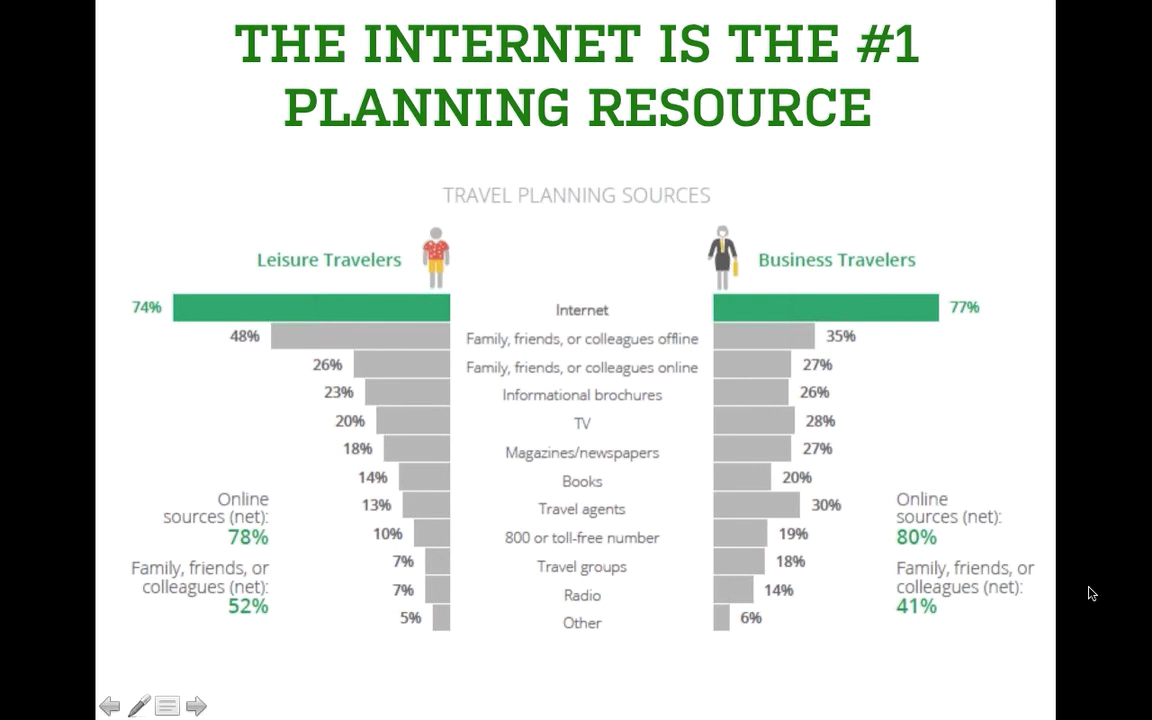 THE INTERNET IS THE #1
PLANNING RESOURCE
TRAVEL PLANNING SOURCES
Leisure Travelers
Business Travelers
74% Internet 77%
48% Family, friends, or colleagues offline 35%
26% Family, friends, or colleagues online 27%
23% Informational brochures 26%
20% TV 28%
18% Magazines/newspapers 27%
14% Books 20%
13% Travel agents 30%
10% 800 or toll-free number 19%
7% Travel groups 18%
7% Radio 14%
5% Other 6%
Online
sources (net):
78%
Family, friends, or
colleagues (net):
52%
Online
sources (net):
80%
Family, friends, or
colleagues (net):
41%